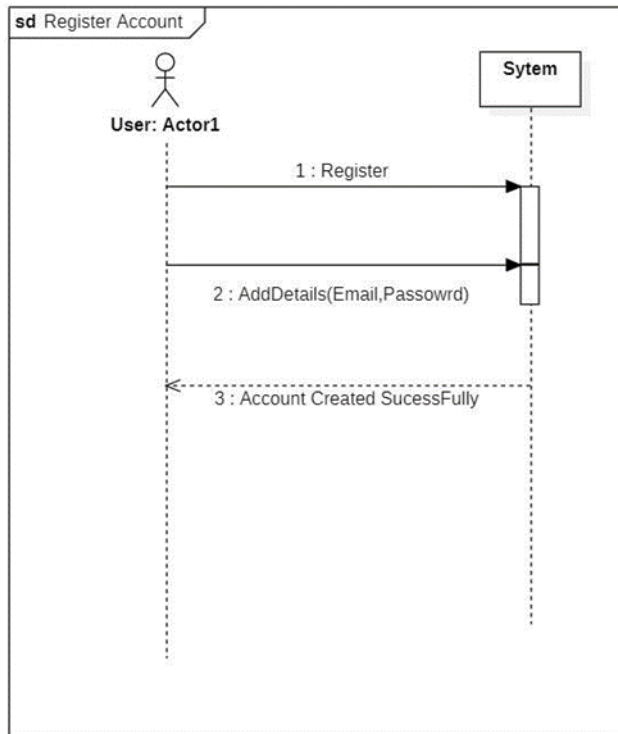 sd Register Account
Sytem
User: Actor1
1 : Register
2 : AddDetails(Email,Passowrd)
3 : Account Created SucessFully